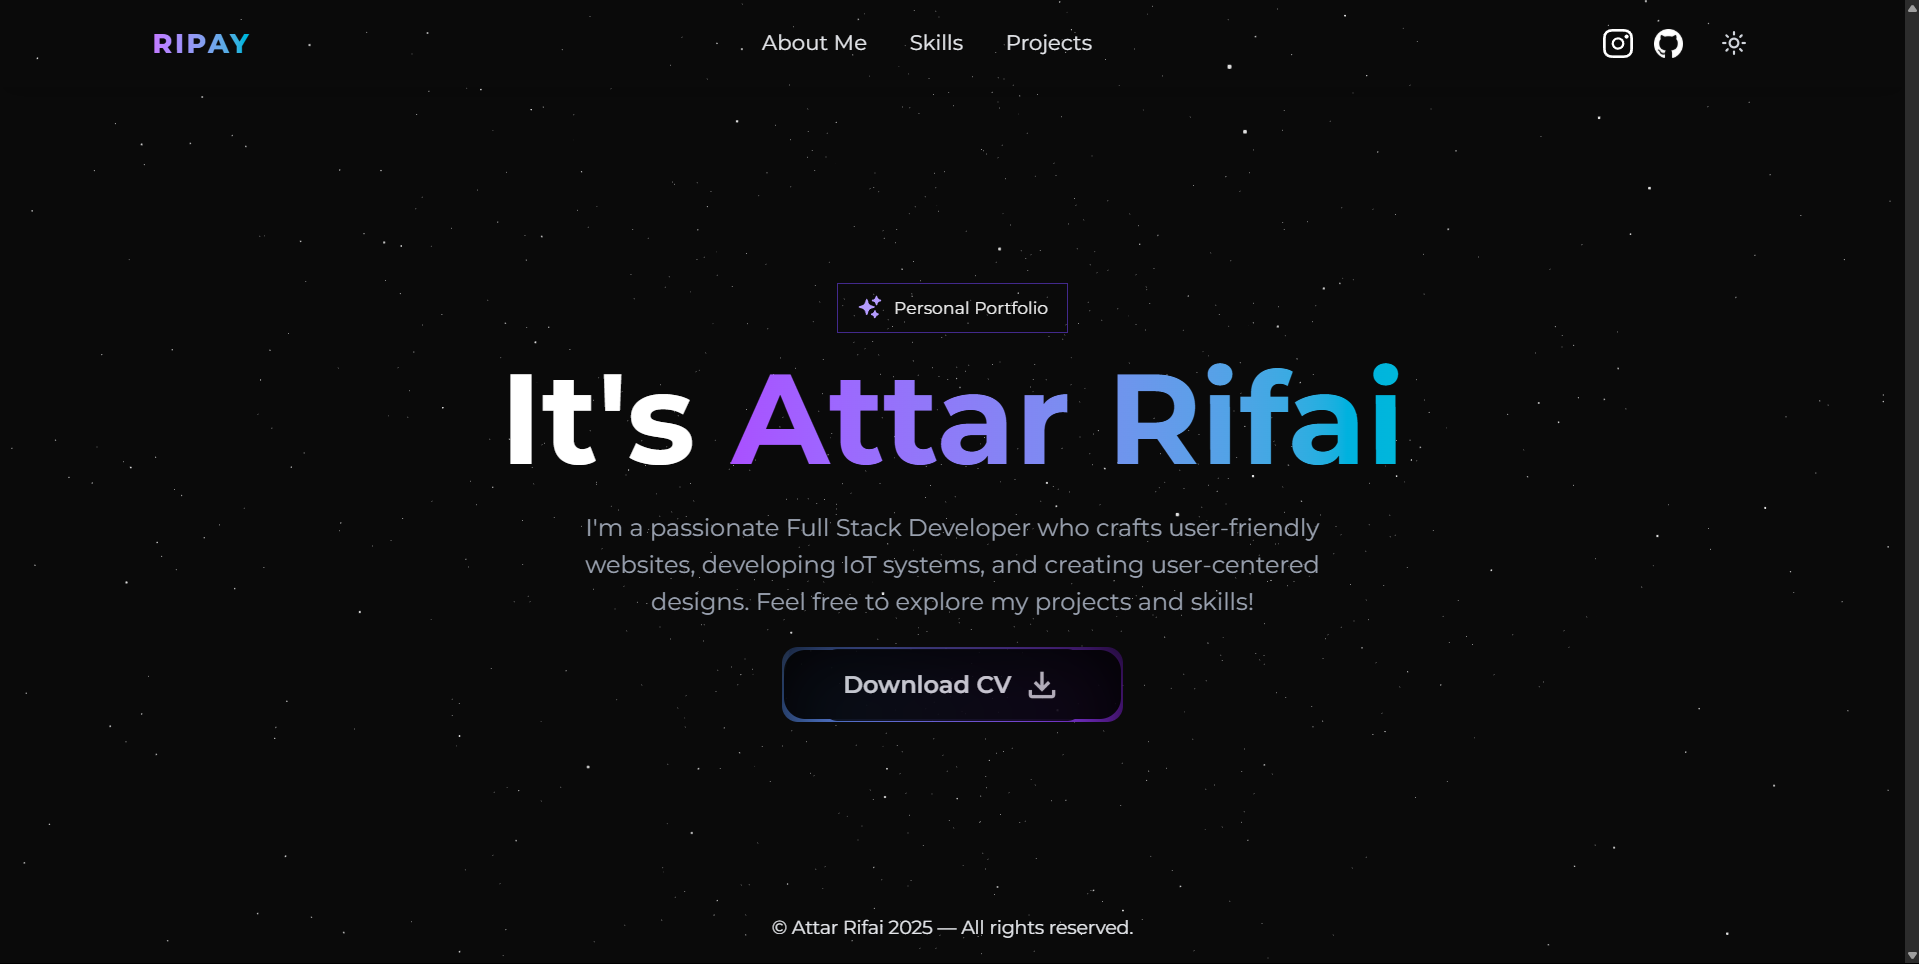 RIPAY
About Me
Skills
Projects
Personal Portfolio
It's Attar Rifai
I'm a passionate Full Stack Developer who crafts user-friendly
websites, developing IoT systems, and creating user-centered
designs. Feel free to explore my projects and skills!
Download CV
© Attar Rifai 2025 — All rights reserved.